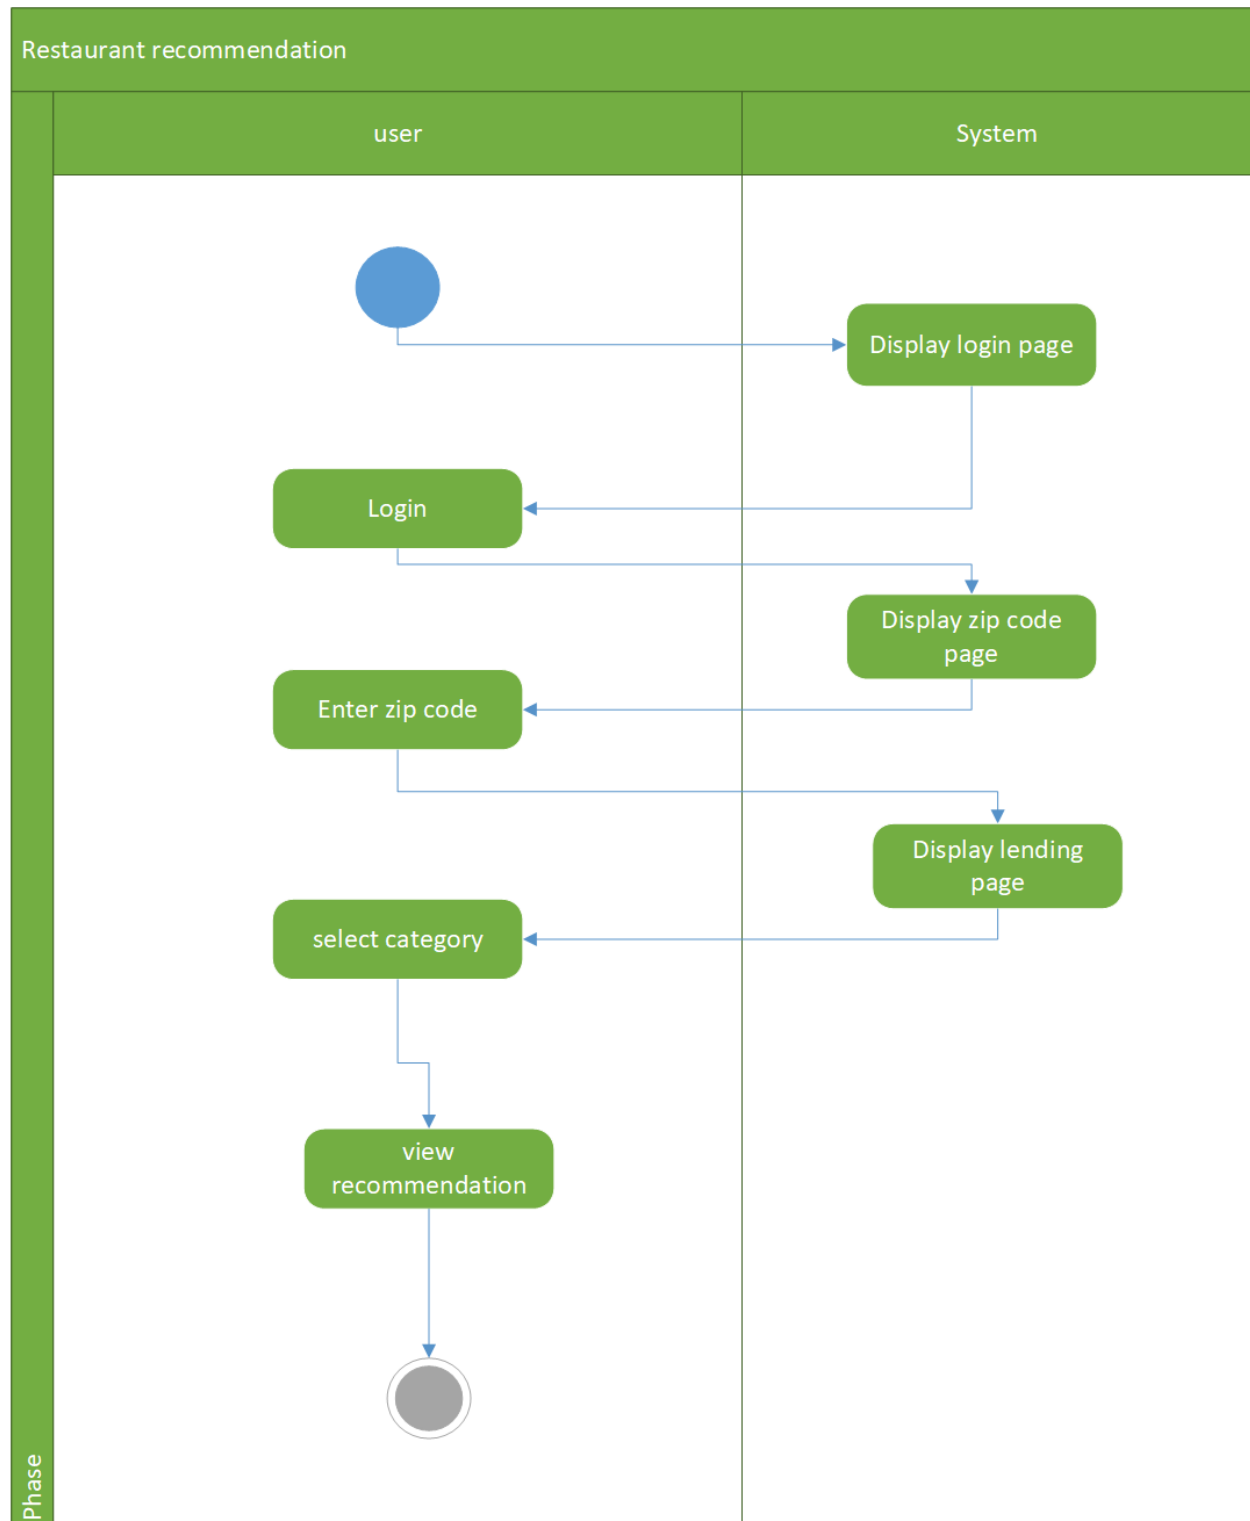 Restaurant recommendation
user
System
Display login page
Login
Display zip code
page
Enter zip code
Display lending
page
select category
view
recommendation
Phase